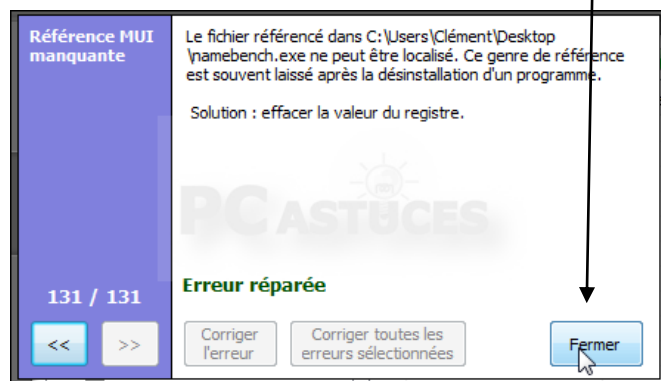 Référence MUI
manquante
Le fichier référencé dans C:\Users\Clément\Desktop
\namebench.exe ne peut être localisé. Ce genre de référence
est souvent laissé après la désinstallation d'un programme.
Solution : effacer la valeur du registre.
PC ASTUCES
Erreur réparée
131 / 131
<< >>
Corriger
l'erreur
Corriger toutes les
erreurs sélectionnées
Fermer